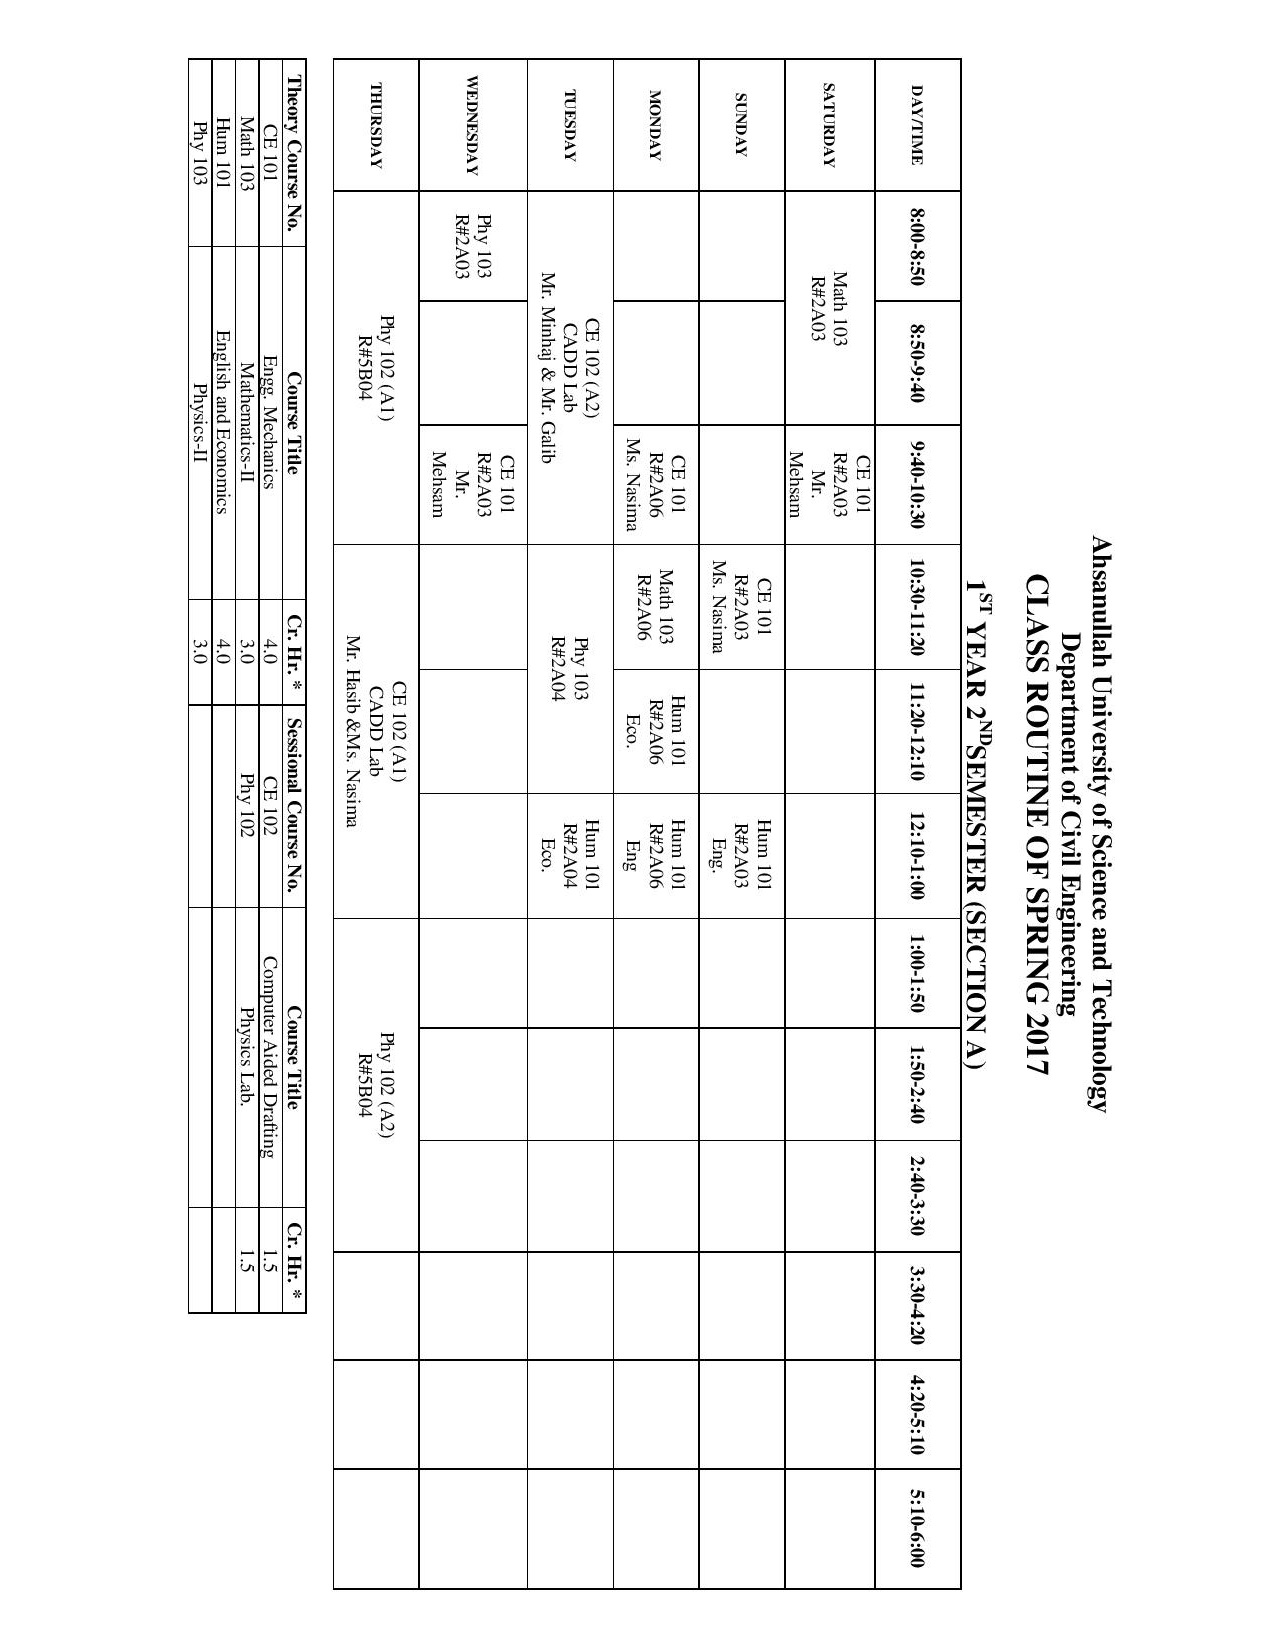 Ahsanullah University of Science and Technology
Department of Civil Engineering
CLASS ROUTINE OF SPRING 2017
1ST YEAR 2NDSEMESTER (SECTION A)
DAY/TIME 8:00-8:50 8:50-9:40 9:40-10:30 10:30-11:20 11:20-12:10 12:10-1:00 1:00-1:50 1:50-2:40 2:40-3:30 3:30-4:20 4:20-5:10 5:10-6:00
SATURDAY
Math 103
R#2A03
CE 101
R#2A03
Mr.
Mehsam
SUNDAY
CE 101
R#2A03
Ms. Nasima
Hum 101
R#2A03
Eng.
MONDAY
CE 101
R#2A06
Ms. Nasima
Math 103
R#2A06
Hum 101
R#2A06
Eco.
Hum 101
R#2A06
Eng
TUESDAY
CE 102 (A2)
CADD Lab
Mr. Minhaj & Mr. Galib
Phy 103
R#2A04
Hum 101
R#2A04
Eco.
WEDNESDAY
Phy 103
R#2A03
CE 101
R#2A03
Mr.
Mehsam
THURSDAY
Phy 102 (A1)
R#5B04
CE 102 (A1)
CADD Lab
Mr. Hasib &Ms. Nasima
Phy 102 (A2)
R#5B04
Theory Course No. Course Title Cr. Hr. * Sessional Course No. Course Title Cr. Hr. *
CE 101 Engg. Mechanics 4.0 CE 102 Computer Aided Drafting 1.5
Math 103 Mathematics-II 3.0 Phy 102 Physics Lab. 1.5
Hum 101 English and Economics 4.0
Phy 103 Physics-II 3.0